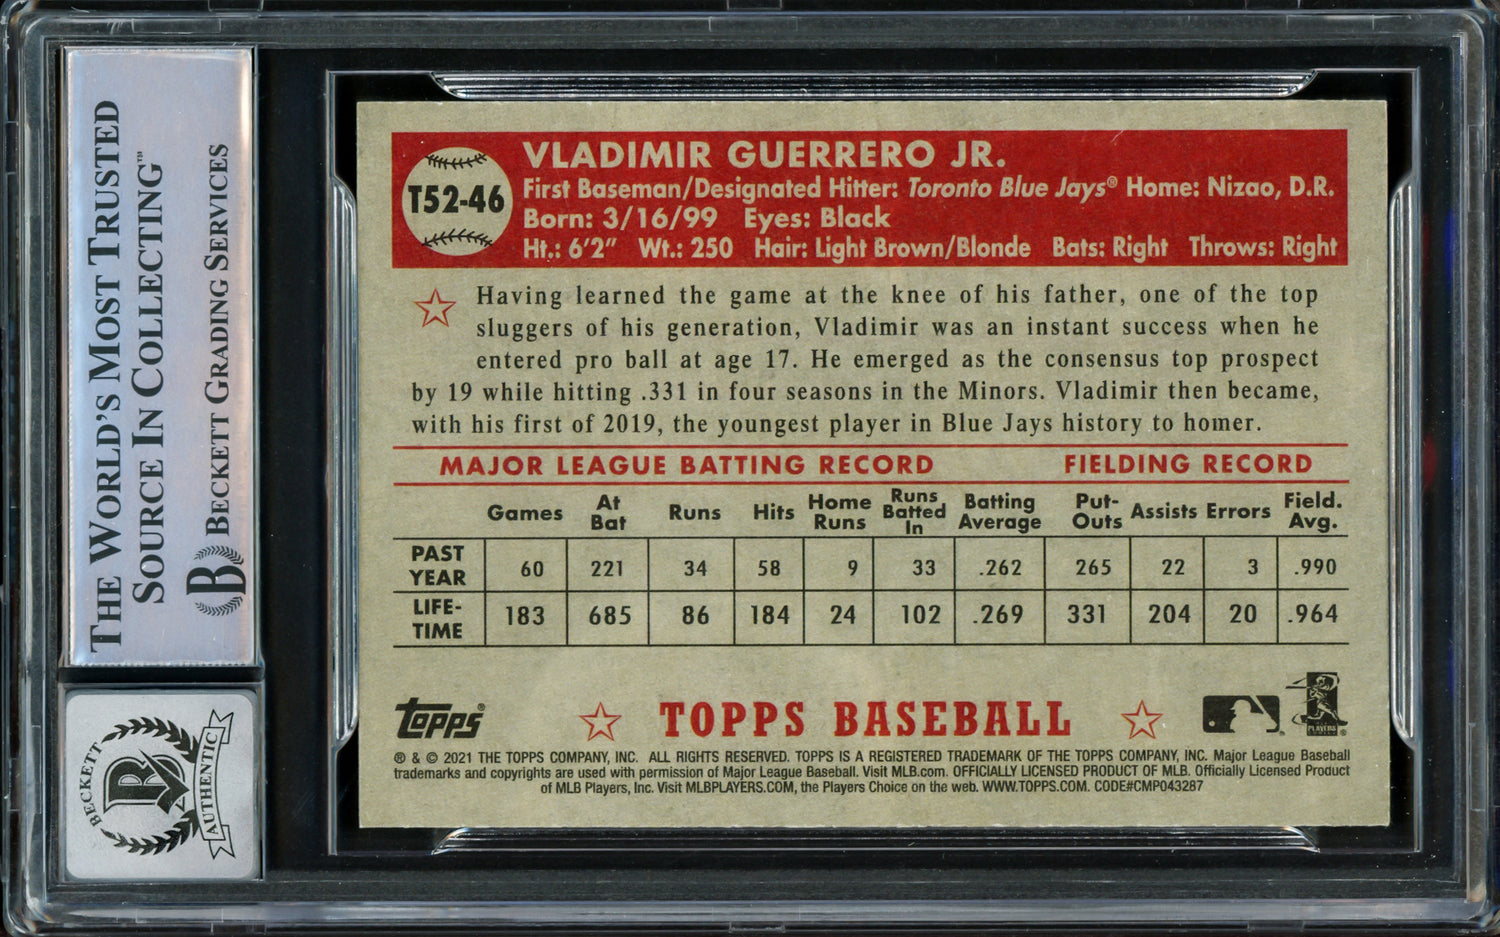 THE WORLD'S MOST TRUSTED
SOURCE IN COLLECTING™
BECKETT GRADING SERVICES
B
BECKETT
B
AUTHENTIC
T52-46
VLADIMIR GUERRERO JR.
First Baseman/Designated Hitter: Toronto Blue Jays® Home: Nizao, D.R.
Born: 3/16/99 Eyes: Black
Ht.: 6'2" Wt.: 250 Hair: Light Brown/Blonde Bats: Right Throws: Right
Having learned the game at the knee of his father, one of the top
sluggers of his generation, Vladimir was an instant success when he
entered pro ball at age 17. He emerged as the consensus top prospect
by 19 while hitting .331 in four seasons in the Minors. Vladimir then became,
with his first of 2019, the youngest player in Blue Jays history to homer.
MAJOR LEAGUE BATTING RECORD FIELDING RECORD
Games At Bat Runs Hits Home Runs Runs Batted In Batting Average Put-Outs Assists Errors Field. Avg.
PAST YEAR 60 221 34 58 9 33 .262 265 22 3 .990
LIFE-TIME 183 685 86 184 24 102 .269 331 204 20 .964
Topps® TOPPS BASEBALL PLAYERS
® & © 2021 THE TOPPS COMPANY, INC. ALL RIGHTS RESERVED. TOPPS IS A REGISTERED TRADEMARK OF THE TOPPS COMPANY, INC. Major League Baseball
trademarks and copyrights are used with permission of Major League Baseball. Visit MLB.com. OFFICIALLY LICENSED PRODUCT OF MLB. Officially Licensed Product
of MLB Players, Inc. Visit MLBPLAYERS.COM, the Players Choice on the web. WWW.TOPPS.COM. CODE#CMP043287